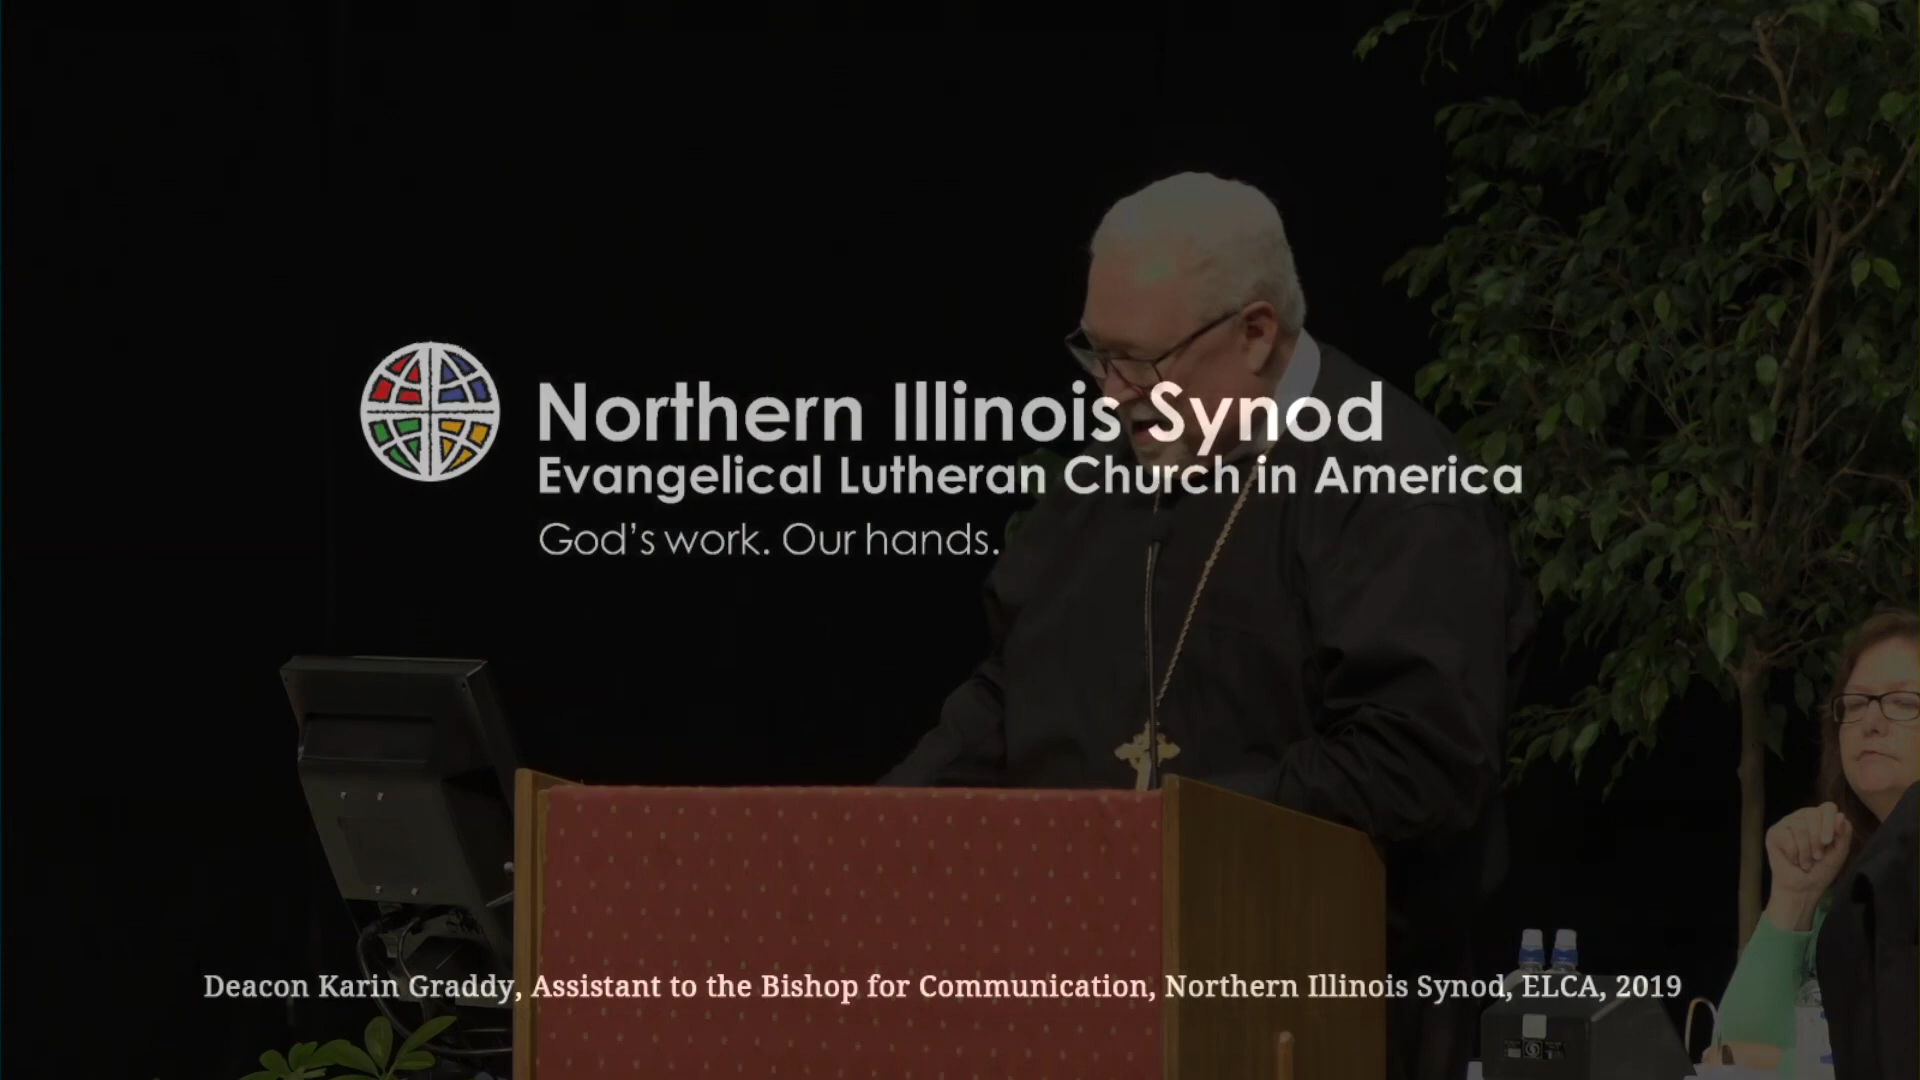 Northern Illinois Synod
Evangelical Lutheran Church in America
God's work. Our hands.
Deacon Karin Graddy, Assistant to the Bishop for Communication, Northern Illinois Synod, ELCA, 2019